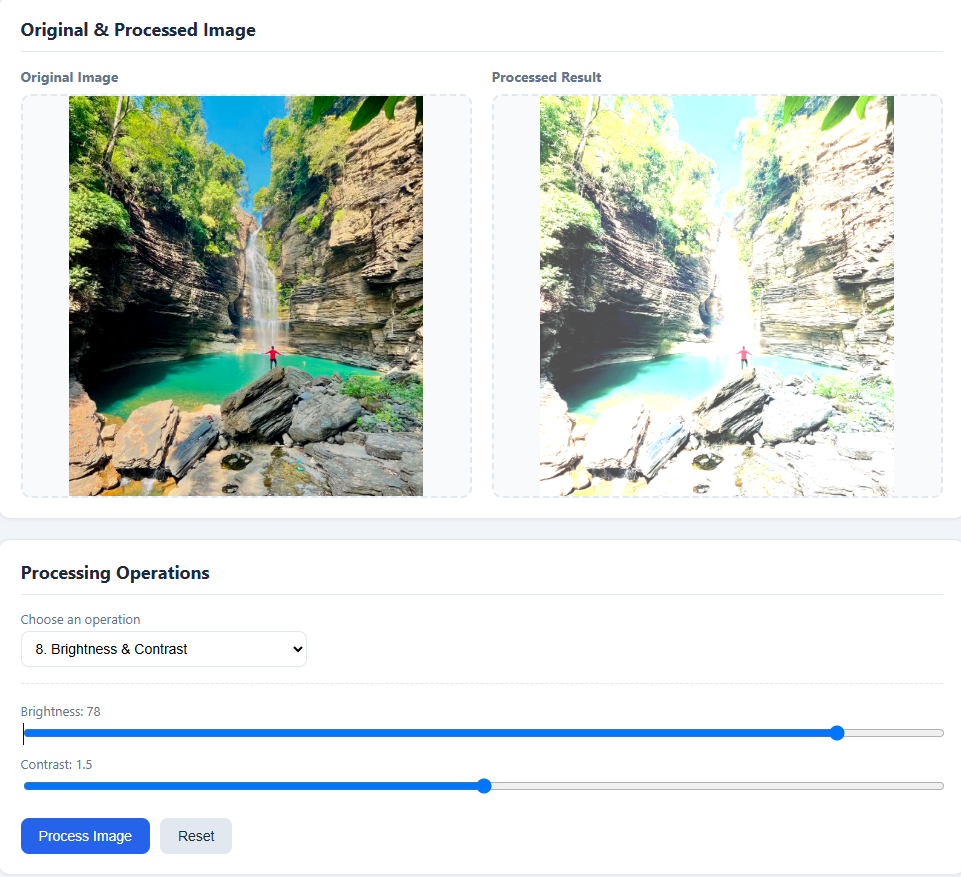 Original & Processed Image
Original Image
Processed Result
Processing Operations
Choose an operation
8. Brightness & Contrast
Brightness: 78
Contrast: 1.5
Process Image
Reset